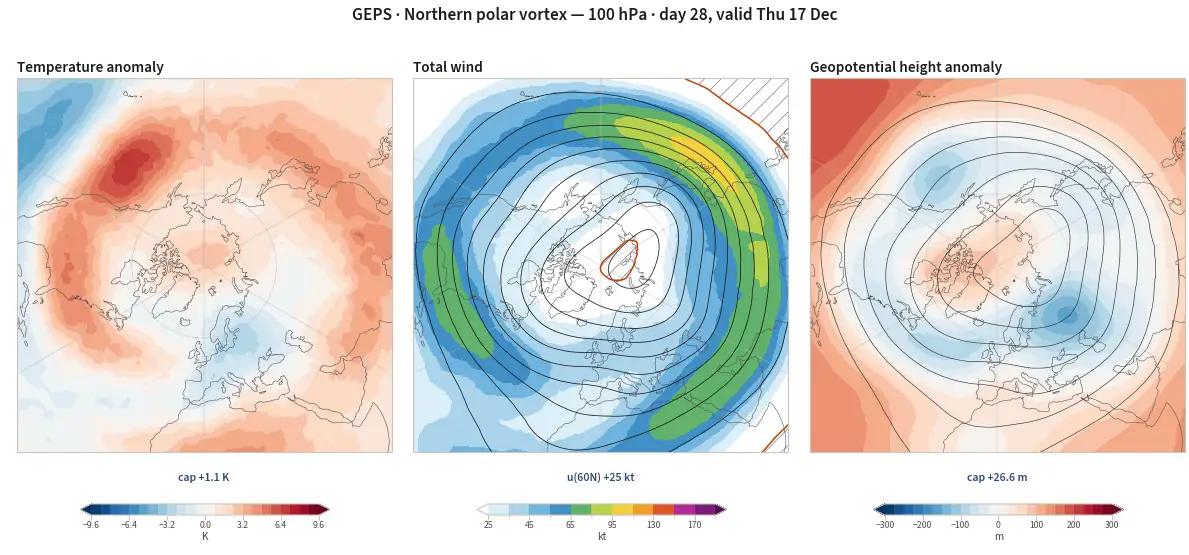 GEPS · Northern polar vortex — 100 hPa · day 28, valid Thu 17 Dec
Temperature anomaly
Total wind
Geopotential height anomaly
cap +1.1 K
u(60N) +25 kt
cap +26.6 m
−9.6 −6.4 −3.2 0.0 3.2 6.4 9.6
K
25 45 65 95 130 170
kt
−300 −200 −100 0 100 200 300
m